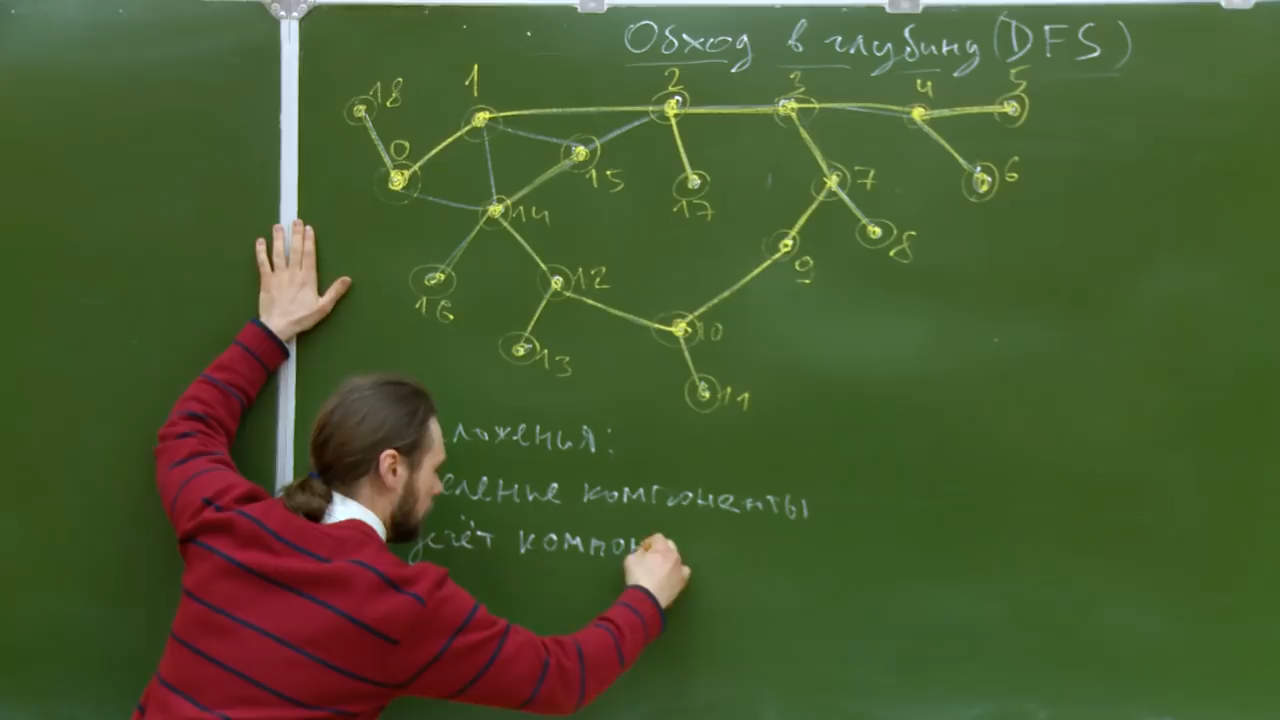 Обход в глубину (DFS)
18 1 2 3 4 5
0 15 17 7 6
14 8
16 12 9
13 10
11
ложения:
еление компоненты
счёт компон